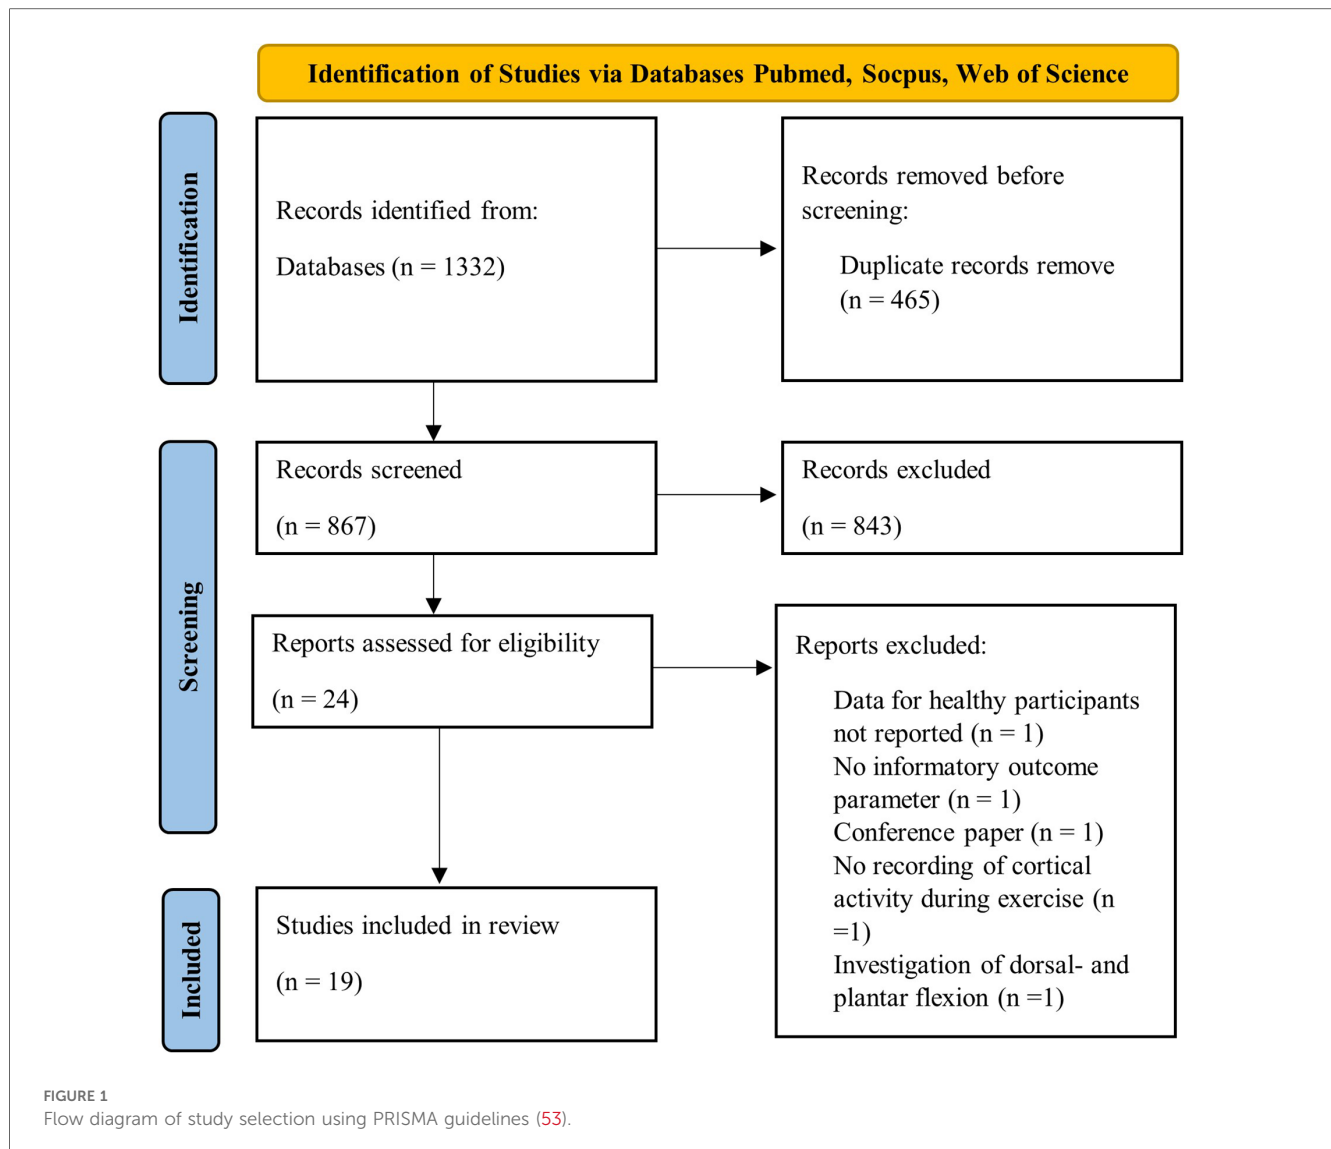 Identification of Studies via Databases Pubmed, Socpus, Web of Science
Identification
Records identified from:
Databases (n = 1332)
Records removed before
screening:
Duplicate records remove
(n = 465)
Screening
Records screened
(n = 867)
Records excluded
(n = 843)
Reports assessed for eligibility
(n = 24)
Reports excluded:
Data for healthy participants
not reported (n = 1)
No informatory outcome
parameter (n = 1)
Conference paper (n = 1)
No recording of cortical
activity during exercise (n
=1)
Investigation of dorsal- and
plantar flexion (n =1)
Included
Studies included in review
(n = 19)
FIGURE 1
Flow diagram of study selection using PRISMA guidelines (53).